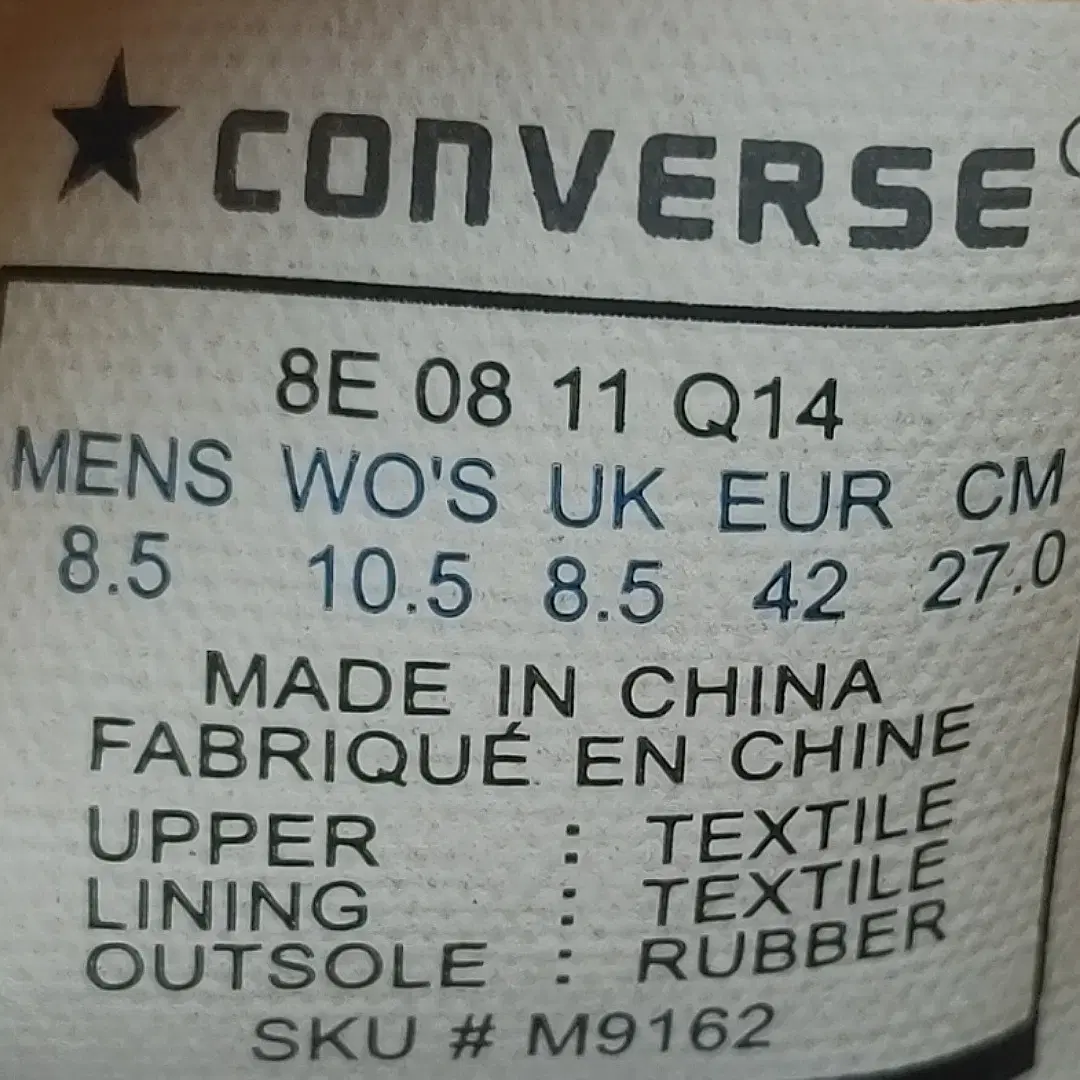 CONVERSE
8E 08 11 Q14
MENS WO'S UK EUR CM
8.5 10.5 8.5 42 27.0
MADE IN CHINA
FABRIQUÉ EN CHINE
UPPER : TEXTILE
LINING : TEXTILE
OUTSOLE : RUBBER
SKU # M9162